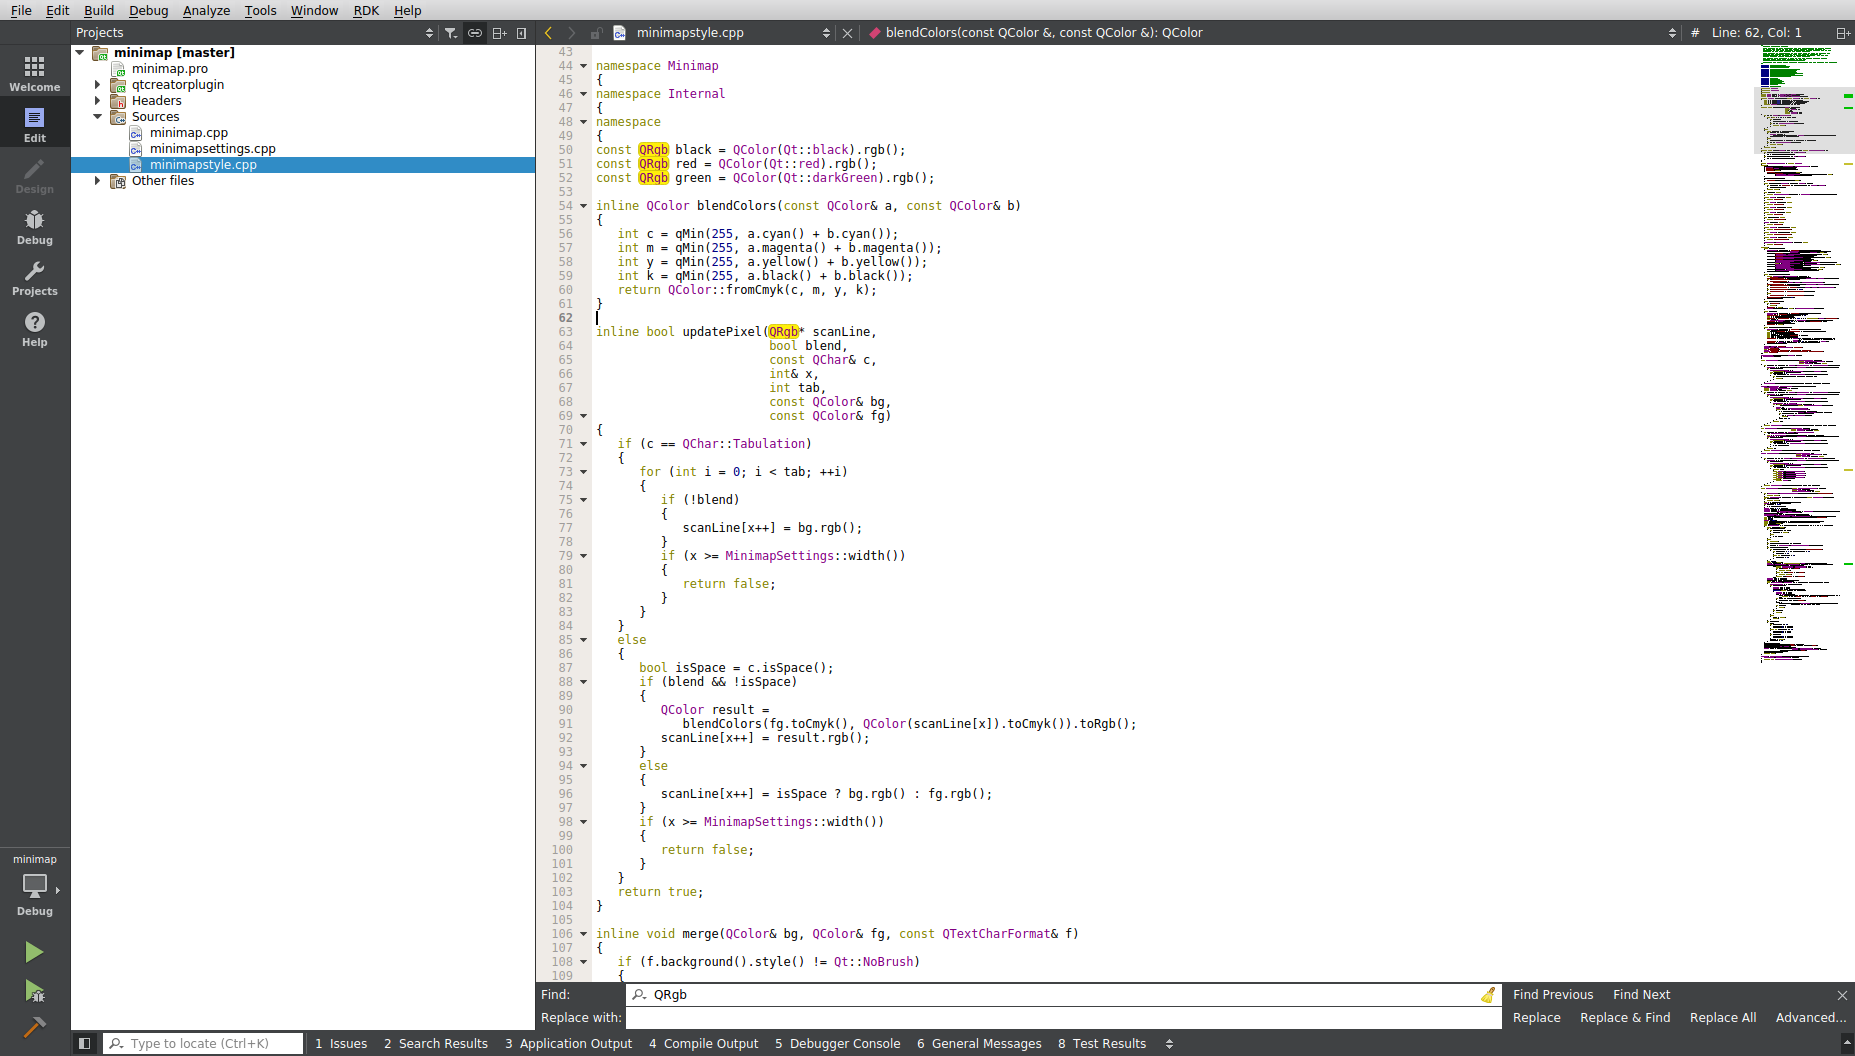 File Edit Build Debug Analyze Tools Window RDK Help
Projects
minimapstyle.cpp
blendColors(const QColor &, const QColor &): QColor
# Line: 62, Col: 1
Welcome
Edit
Design
Debug
Projects
Help
minimap
Debug
minimap [master]
minimap.pro
qtcreatorplugin
Headers
Sources
minimap.cpp
minimapsettings.cpp
minimapstyle.cpp
Other files
43
44 namespace Minimap
45 {
46 namespace Internal
47 {
48 namespace
49 {
50 const QRgb black = QColor(Qt::black).rgb();
51 const QRgb red = QColor(Qt::red).rgb();
52 const QRgb green = QColor(Qt::darkGreen).rgb();
53
54 inline QColor blendColors(const QColor& a, const QColor& b)
55 {
56 int c = qMin(255, a.cyan() + b.cyan());
57 int m = qMin(255, a.magenta() + b.magenta());
58 int y = qMin(255, a.yellow() + b.yellow());
59 int k = qMin(255, a.black() + b.black());
60 return QColor::fromCmyk(c, m, y, k);
61 }
62
63 inline bool updatePixel(QRgb* scanLine,
64 bool blend,
65 const QChar& c,
66 int& x,
67 int tab,
68 const QColor& bg,
69 const QColor& fg)
70 {
71 if (c == QChar::Tabulation)
72 {
73 for (int i = 0; i < tab; ++i)
74 {
75 if (!blend)
76 {
77 scanLine[x++] = bg.rgb();
78 }
79 if (x >= MinimapSettings::width())
80 {
81 return false;
82 }
83 }
84 }
85 else
86 {
87 bool isSpace = c.isSpace();
88 if (blend && !isSpace)
89 {
90 QColor result =
91 blendColors(fg.toCmyk(), QColor(scanLine[x]).toCmyk()).toRgb();
92 scanLine[x++] = result.rgb();
93 }
94 else
95 {
96 scanLine[x++] = isSpace ? bg.rgb() : fg.rgb();
97 }
98 if (x >= MinimapSettings::width())
99 {
100 return false;
101 }
102 }
103 return true;
104 }
105
106 inline void merge(QColor& bg, QColor& fg, const QTextCharFormat& f)
107 {
108 if (f.background().style() != Qt::NoBrush)
109 {
Find: QRgb Find Previous Find Next
Replace with: Replace Replace & Find Replace All Advanced...
Type to locate (Ctrl+K) 1 Issues 2 Search Results 3 Application Output 4 Compile Output 5 Debugger Console 6 General Messages 8 Test Results